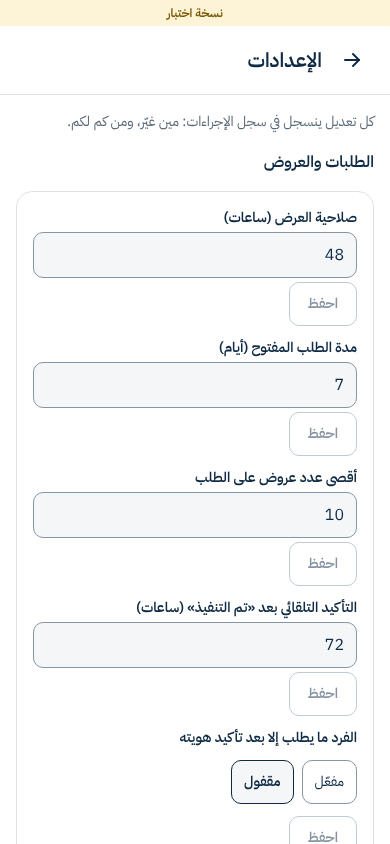 نسخة اختبار
الإعدادات
كل تعديل ينسجل في سجل الإجراءات: مين غيّر، ومن كم لكم.
الطلبات والعروض
صلاحية العرض (ساعات)
48
احفظ
مدة الطلب المفتوح (أيام)
7
احفظ
أقصى عدد عروض على الطلب
10
احفظ
التأكيد التلقائي بعد «تم التنفيذ» (ساعات)
72
احفظ
الفرد ما يطلب إلا بعد تأكيد هويته
مفعّل مقفول
احفظ